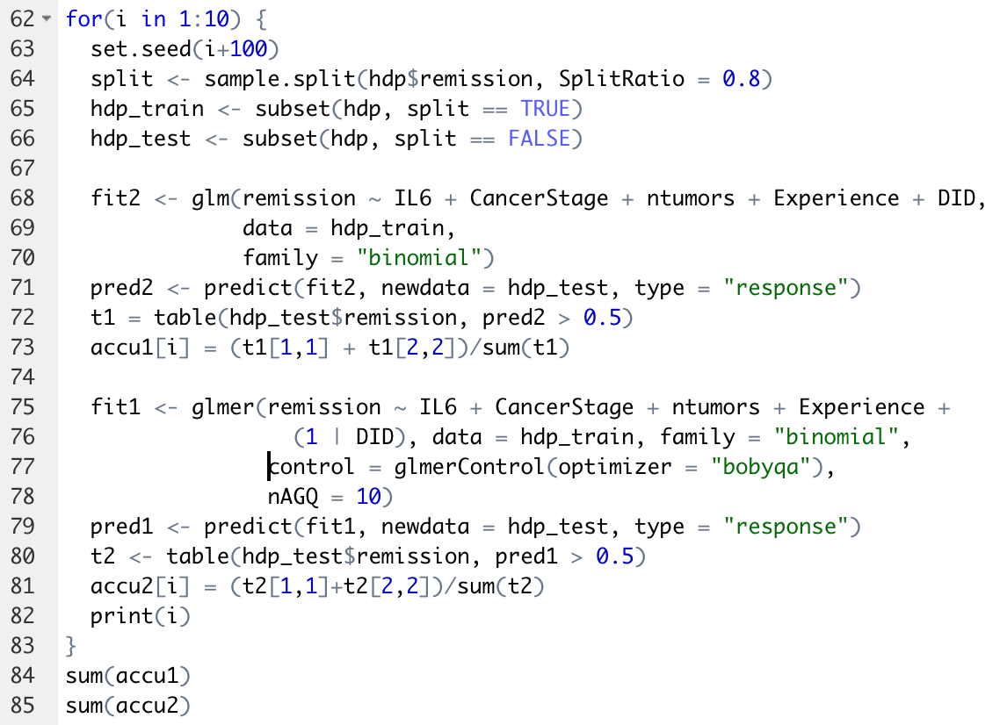 62 for(i in 1:10) {
63   set.seed(i+100)
64   split <- sample.split(hdp$remission, SplitRatio = 0.8)
65   hdp_train <- subset(hdp, split == TRUE)
66   hdp_test <- subset(hdp, split == FALSE)
67
68   fit2 <- glm(remission ~ IL6 + CancerStage + ntumors + Experience + DID,
69               data = hdp_train,
70               family = "binomial")
71   pred2 <- predict(fit2, newdata = hdp_test, type = "response")
72   t1 = table(hdp_test$remission, pred2 > 0.5)
73   accu1[i] = (t1[1,1] + t1[2,2])/sum(t1)
74
75   fit1 <- glmer(remission ~ IL6 + CancerStage + ntumors + Experience +
76                   (1 | DID), data = hdp_train, family = "binomial",
77                 control = glmerControl(optimizer = "bobyqa"),
78                 nAGQ = 10)
79   pred1 <- predict(fit1, newdata = hdp_test, type = "response")
80   t2 <- table(hdp_test$remission, pred1 > 0.5)
81   accu2[i] = (t2[1,1]+t2[2,2])/sum(t2)
82   print(i)
83 }
84 sum(accu1)
85 sum(accu2)